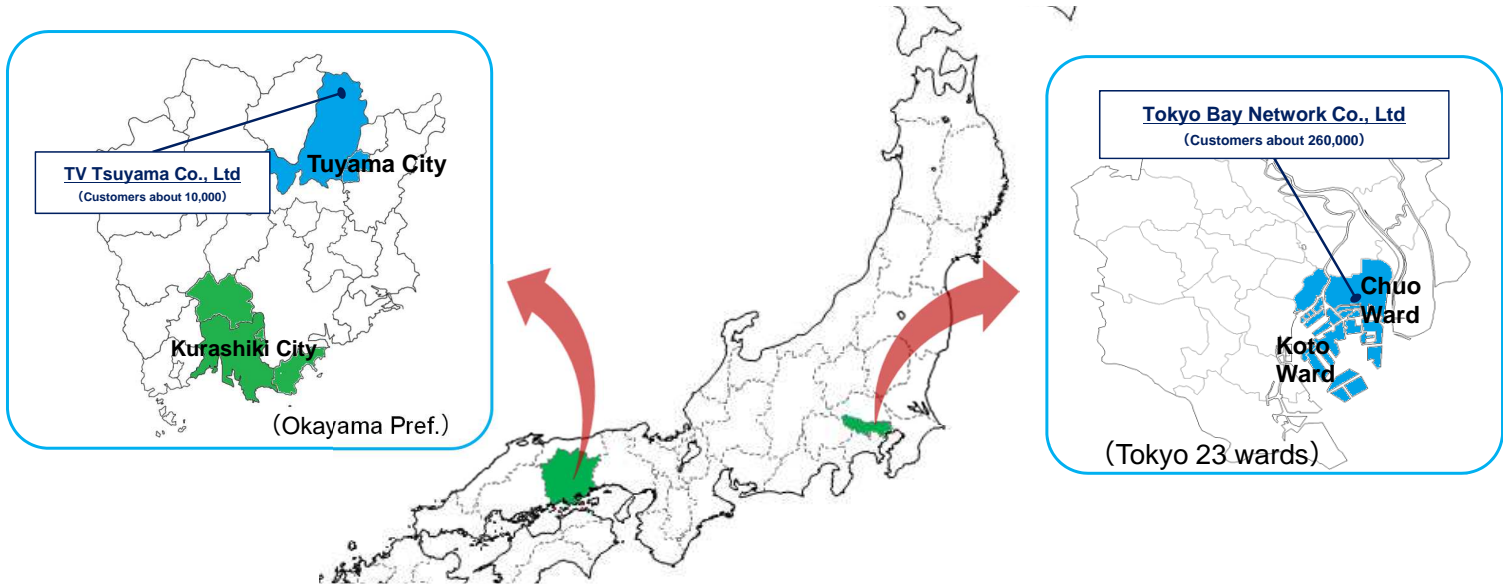 TV Tsuyama Co., Ltd
（Customers about 10,000）
Tuyama City
Kurashiki City
（Okayama Pref.）
Tokyo Bay Network Co., Ltd
（Customers about 260,000）
Chuo
Ward
Koto
Ward
（Tokyo 23 wards）